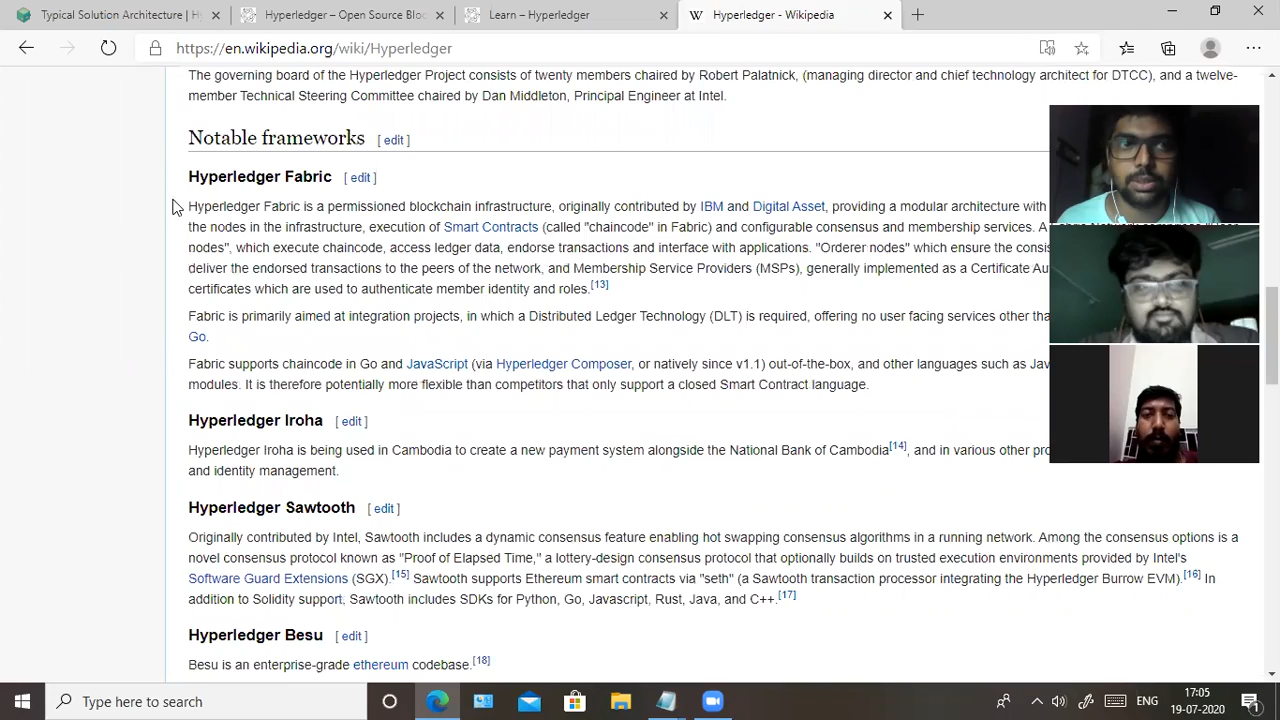 Typical Solution Architecture | H
Hyperledger – Open Source Bloc
Learn – Hyperledger
W Hyperledger - Wikipedia
https://en.wikipedia.org/wiki/Hyperledger
The governing board of the Hyperledger Project consists of twenty members chaired by Robert Palatnick, (managing director and chief technology architect for DTCC), and a twelve-
member Technical Steering Committee chaired by Dan Middleton, Principal Engineer at Intel.
Notable frameworks [ edit ]
Hyperledger Fabric [ edit ]
Hyperledger Fabric is a permissioned blockchain infrastructure, originally contributed by IBM and Digital Asset, providing a modular architecture with
the nodes in the infrastructure, execution of Smart Contracts (called "chaincode" in Fabric) and configurable consensus and membership services. A
nodes", which execute chaincode, access ledger data, endorse transactions and interface with applications. "Orderer nodes" which ensure the consis
deliver the endorsed transactions to the peers of the network, and Membership Service Providers (MSPs), generally implemented as a Certificate Au
certificates which are used to authenticate member identity and roles.[13]
Fabric is primarily aimed at integration projects, in which a Distributed Ledger Technology (DLT) is required, offering no user facing services other tha
Go.
Fabric supports chaincode in Go and JavaScript (via Hyperledger Composer, or natively since v1.1) out-of-the-box, and other languages such as Jav
modules. It is therefore potentially more flexible than competitors that only support a closed Smart Contract language.
Hyperledger Iroha [ edit ]
Hyperledger Iroha is being used in Cambodia to create a new payment system alongside the National Bank of Cambodia[14], and in various other pro
and identity management.
Hyperledger Sawtooth [ edit ]
Originally contributed by Intel, Sawtooth includes a dynamic consensus feature enabling hot swapping consensus algorithms in a running network. Among the consensus options is a
novel consensus protocol known as "Proof of Elapsed Time," a lottery-design consensus protocol that optionally builds on trusted execution environments provided by Intel's
Software Guard Extensions (SGX).[15] Sawtooth supports Ethereum smart contracts via "seth" (a Sawtooth transaction processor integrating the Hyperledger Burrow EVM).[16] In
addition to Solidity support, Sawtooth includes SDKs for Python, Go, Javascript, Rust, Java, and C++.[17]
Hyperledger Besu [ edit ]
Besu is an enterprise-grade ethereum codebase.[18]
Type here to search
ENG
17:05
19-07-2020